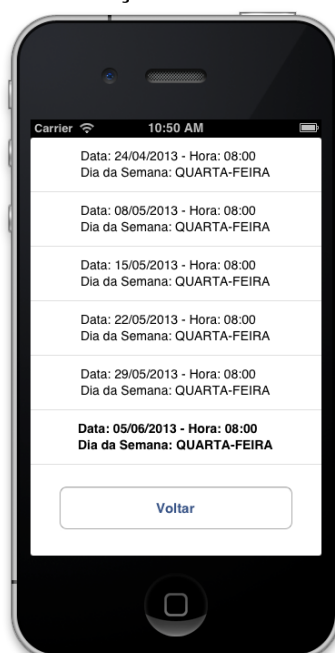 Carrier 10:50 AM
Data: 24/04/2013 - Hora: 08:00
Dia da Semana: QUARTA-FEIRA
Data: 08/05/2013 - Hora: 08:00
Dia da Semana: QUARTA-FEIRA
Data: 15/05/2013 - Hora: 08:00
Dia da Semana: QUARTA-FEIRA
Data: 22/05/2013 - Hora: 08:00
Dia da Semana: QUARTA-FEIRA
Data: 29/05/2013 - Hora: 08:00
Dia da Semana: QUARTA-FEIRA
Data: 05/06/2013 - Hora: 08:00
Dia da Semana: QUARTA-FEIRA
Voltar